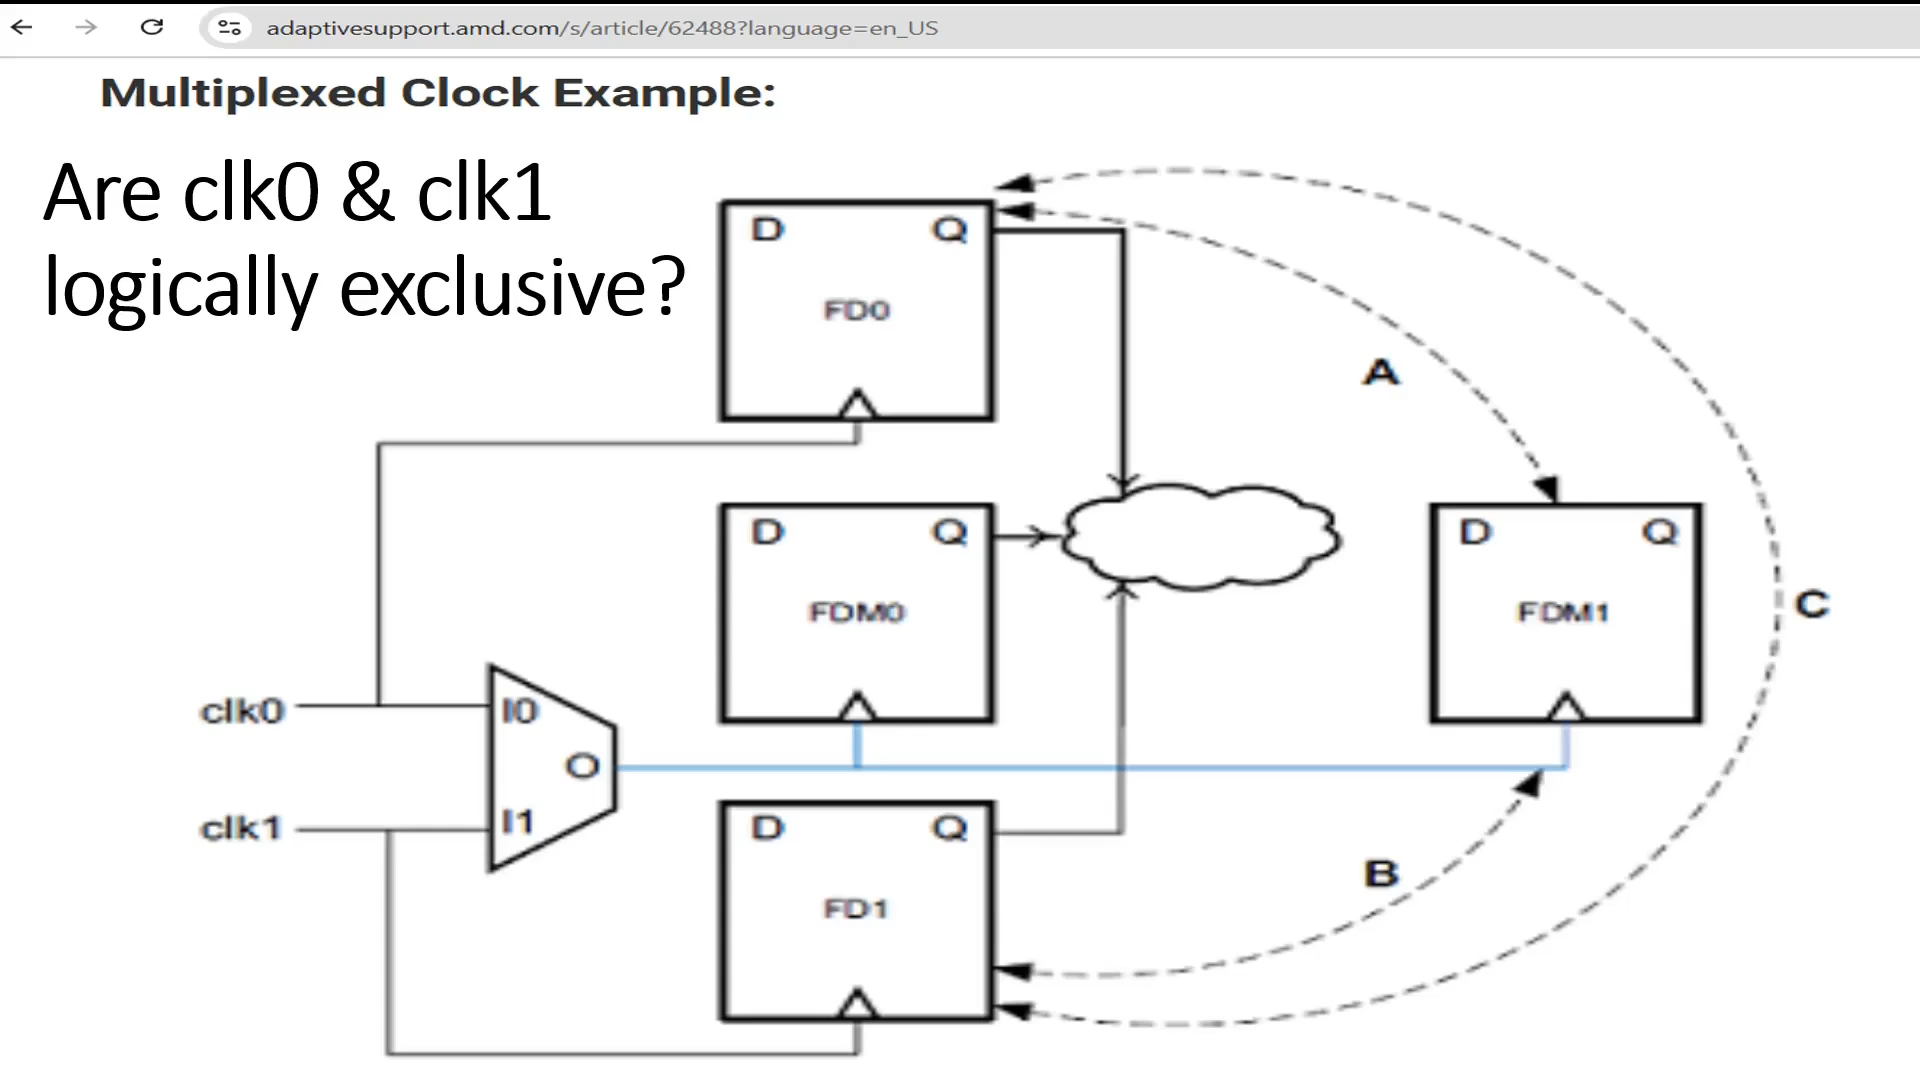 adaptivesupport.amd.com/s/article/62488?language=en_US
Multiplexed Clock Example:
Are clk0 & clk1
logically exclusive?
D Q
FD0
A
D Q
FDM0
D Q
FDM1
C
clk0
I0
O
clk1
I1
D Q
FD1
B